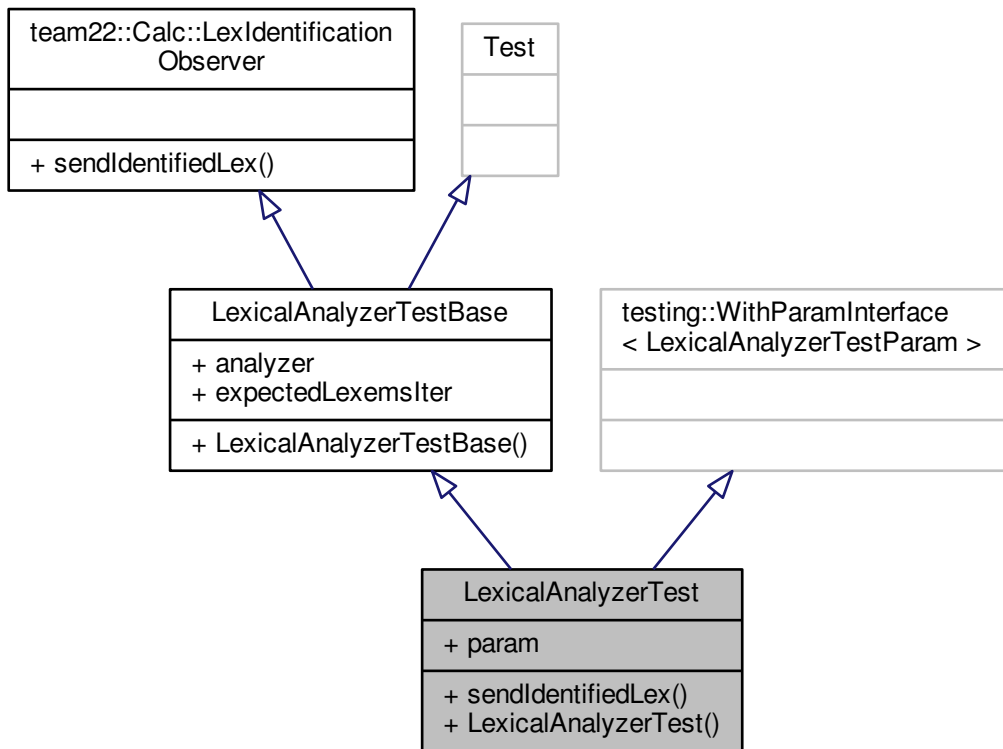 team22::Calc::LexIdentification
Observer
+ sendIdentifiedLex()
Test
LexicalAnalyzerTestBase
+ analyzer
+ expectedLexemsIter
+ LexicalAnalyzerTestBase()
testing::WithParamInterface
< LexicalAnalyzerTestParam >
LexicalAnalyzerTest
+ param
+ sendIdentifiedLex()
+ LexicalAnalyzerTest()